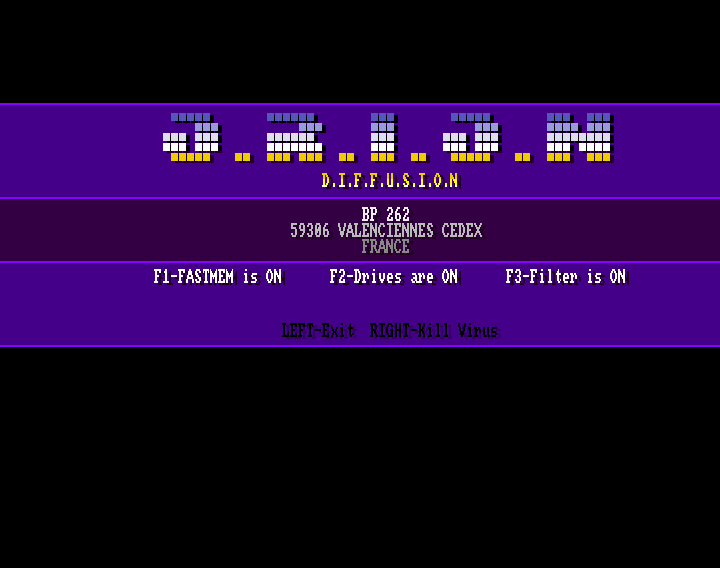 O.R.I.O.N
D.I.F.F.U.S.I.O.N
BP 262
59306 VALENCIENNES CEDEX
FRANCE
F1-FASTMEM is ON F2-Drives are ON F3-Filter is ON
LEFT-Exit RIGHT-Kill Virus